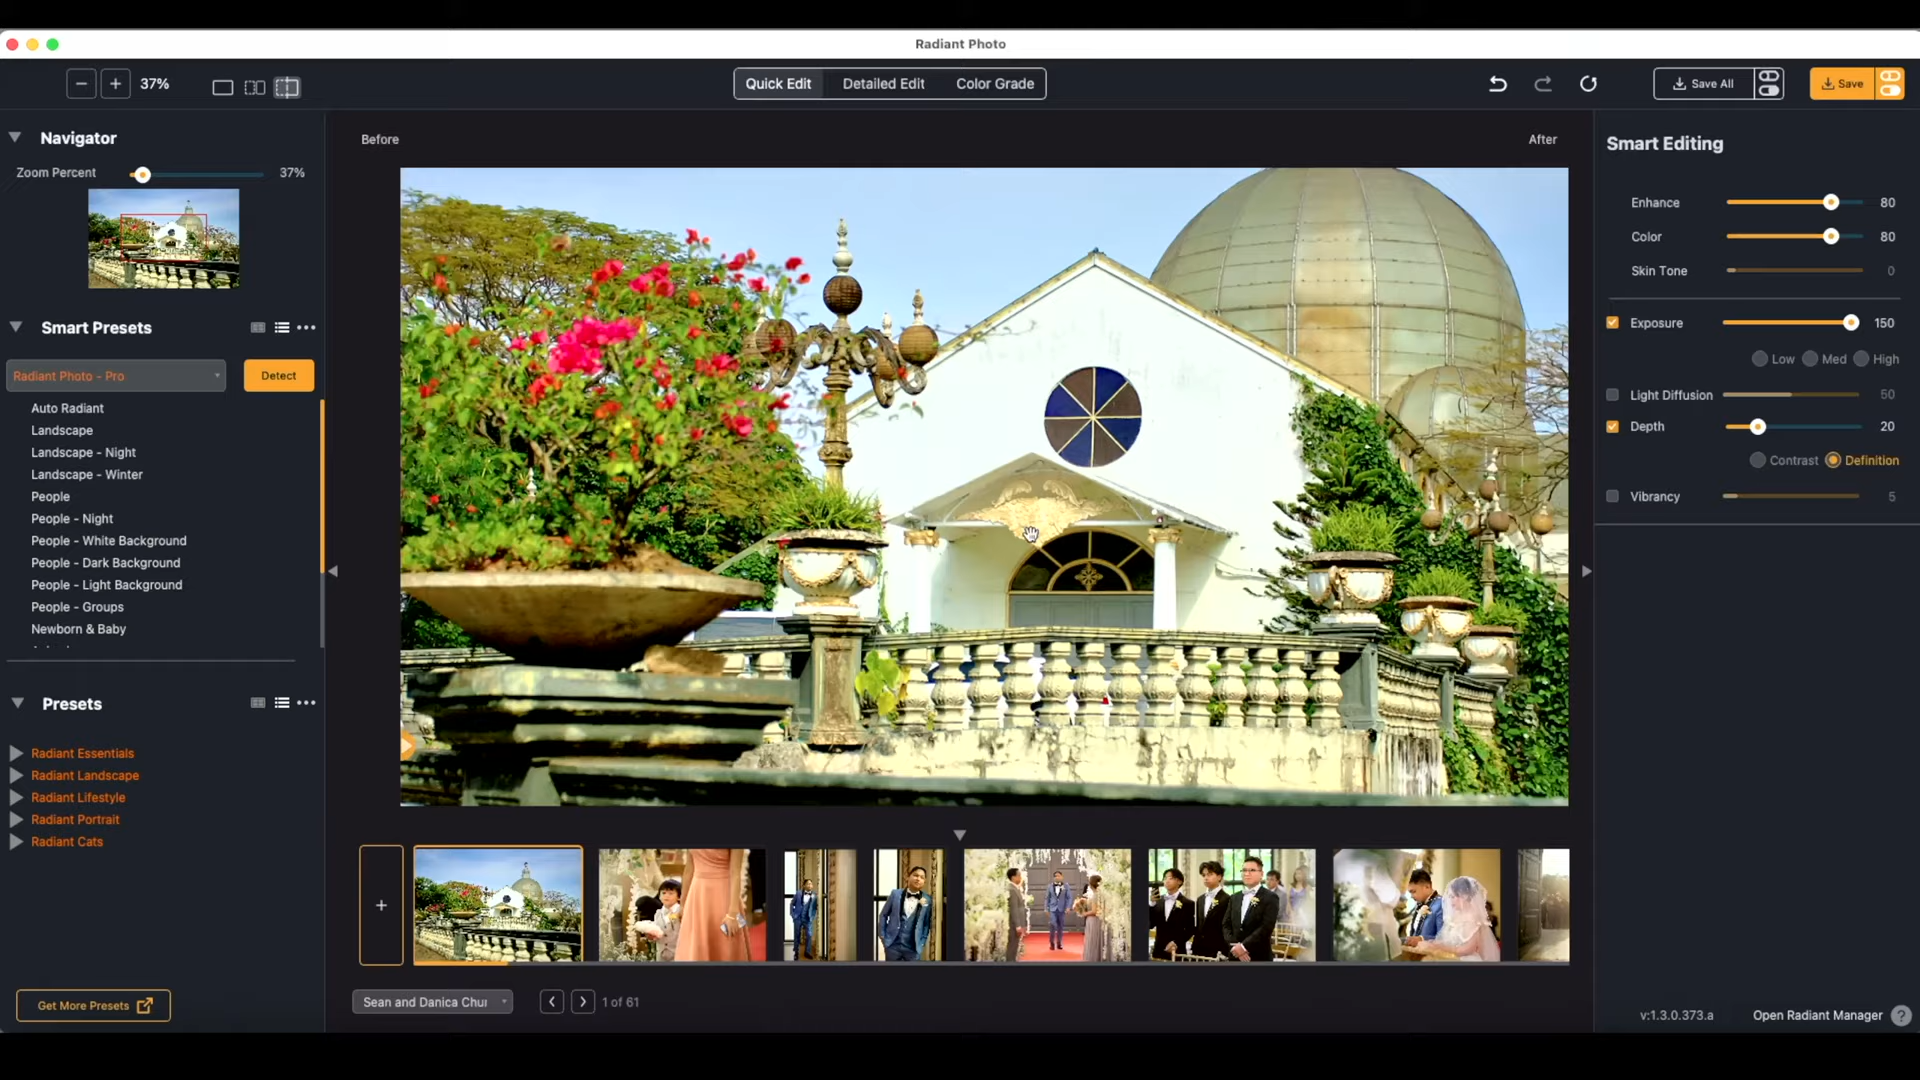 Radiant Photo
37%
Quick Edit
Detailed Edit
Color Grade
Save All
Save
Navigator
Zoom Percent
37%
Smart Presets
Radiant Photo - Pro
Detect
Auto Radiant
Landscape
Landscape - Night
Landscape - Winter
People
People - Night
People - White Background
People - Dark Background
People - Light Background
People - Groups
Newborn & Baby
Presets
Radiant Essentials
Radiant Landscape
Radiant Lifestyle
Radiant Portrait
Radiant Cats
Get More Presets
Before
After
Sean and Danica Chu
1 of 61
Smart Editing
Enhance 80
Color 80
Skin Tone 0
Exposure 150
Low Med High
Light Diffusion 50
Depth 20
Contrast Definition
Vibrancy 5
v:1.3.0.373.a
Open Radiant Manager ?